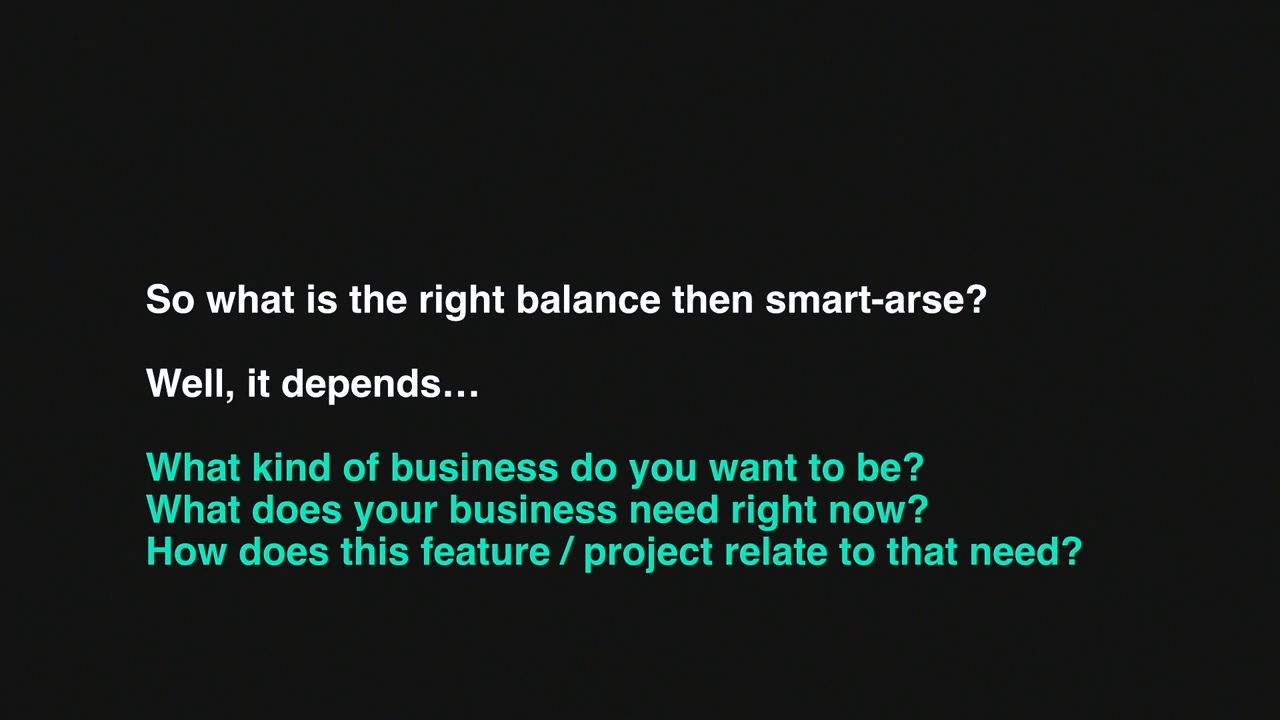 So what is the right balance then smart-arse?
Well, it depends…
What kind of business do you want to be?
What does your business need right now?
How does this feature / project relate to that need?